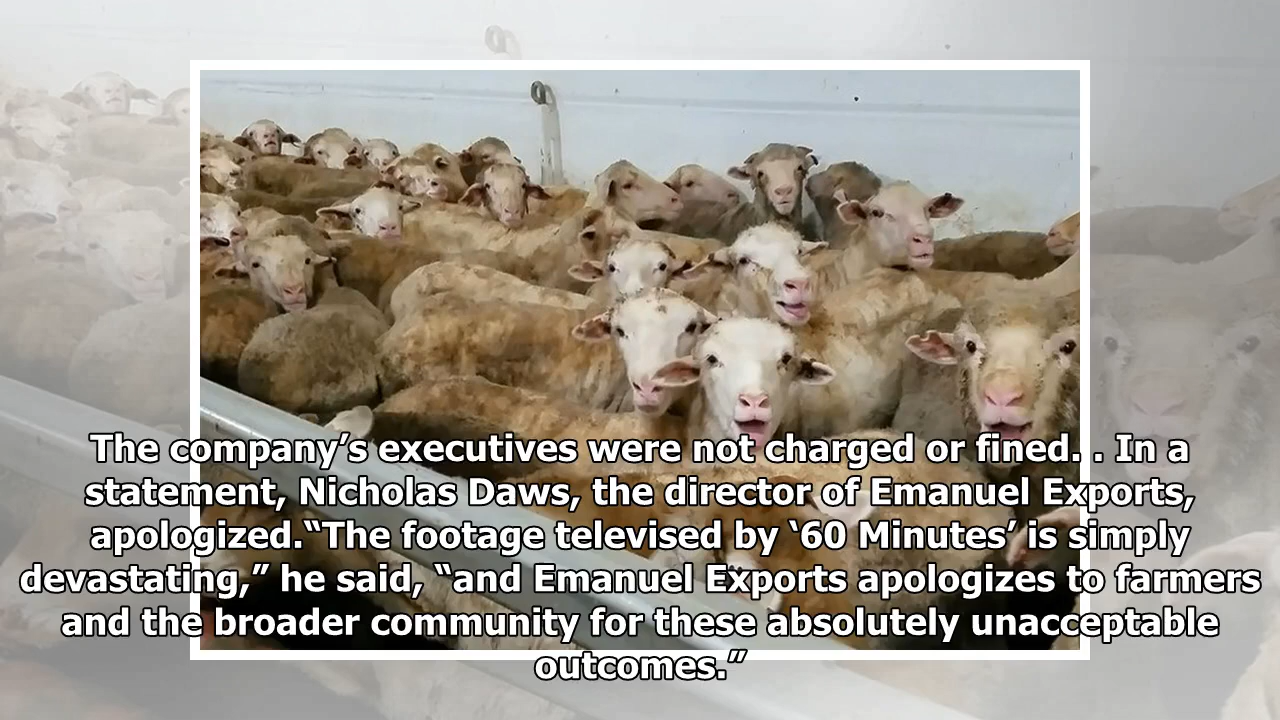 The company’s executives were not charged or fined. . In a
statement, Nicholas Daws, the director of Emanuel Exports,
apologized.“The footage televised by ‘60 Minutes’ is simply
devastating,” he said, “and Emanuel Exports apologizes to farmers
and the broader community for these absolutely unacceptable
outcomes.”